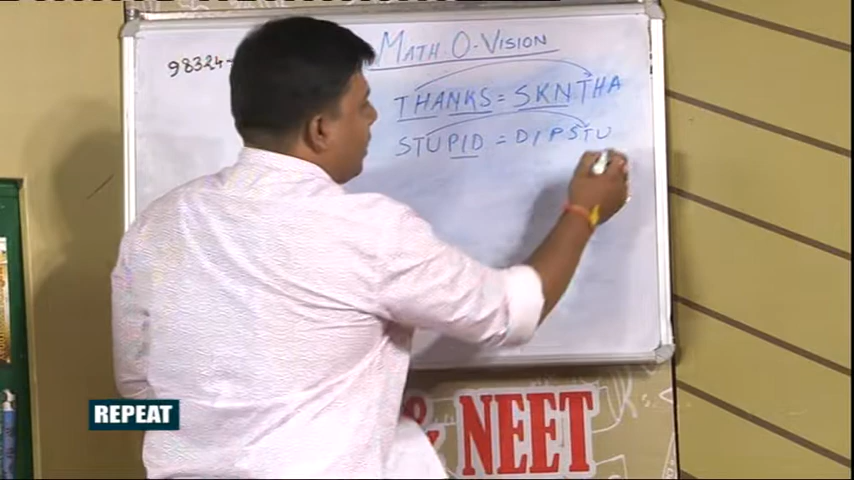 MATH-O-VISION
98324-
THANKS = SKNTHA
STUPID = DIPSTU
& NEET
REPEAT